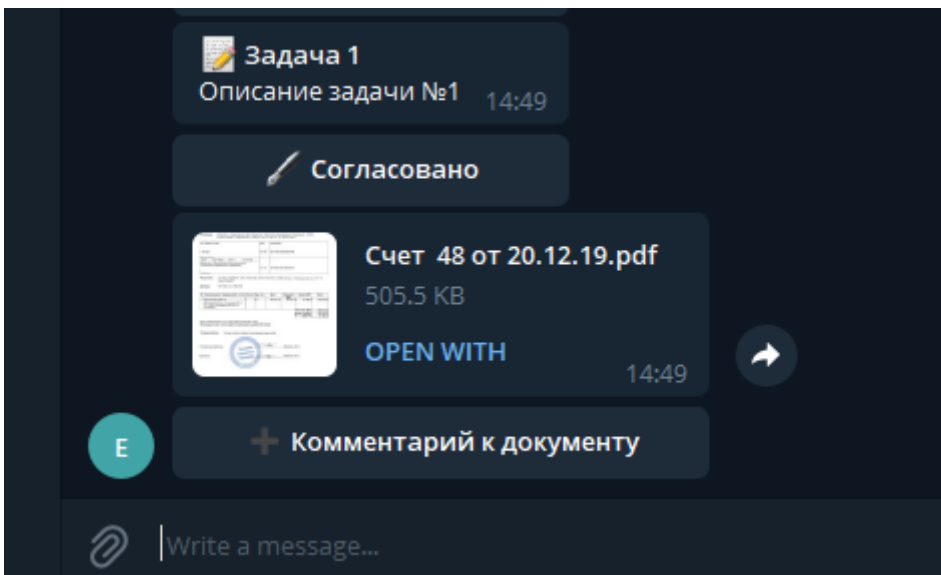 Задача 1
Описание задачи №1 14:49
Согласовано
Счет 48 от 20.12.19.pdf
505.5 KB
OPEN WITH
14:49
E
Комментарий к документу
Write a message...